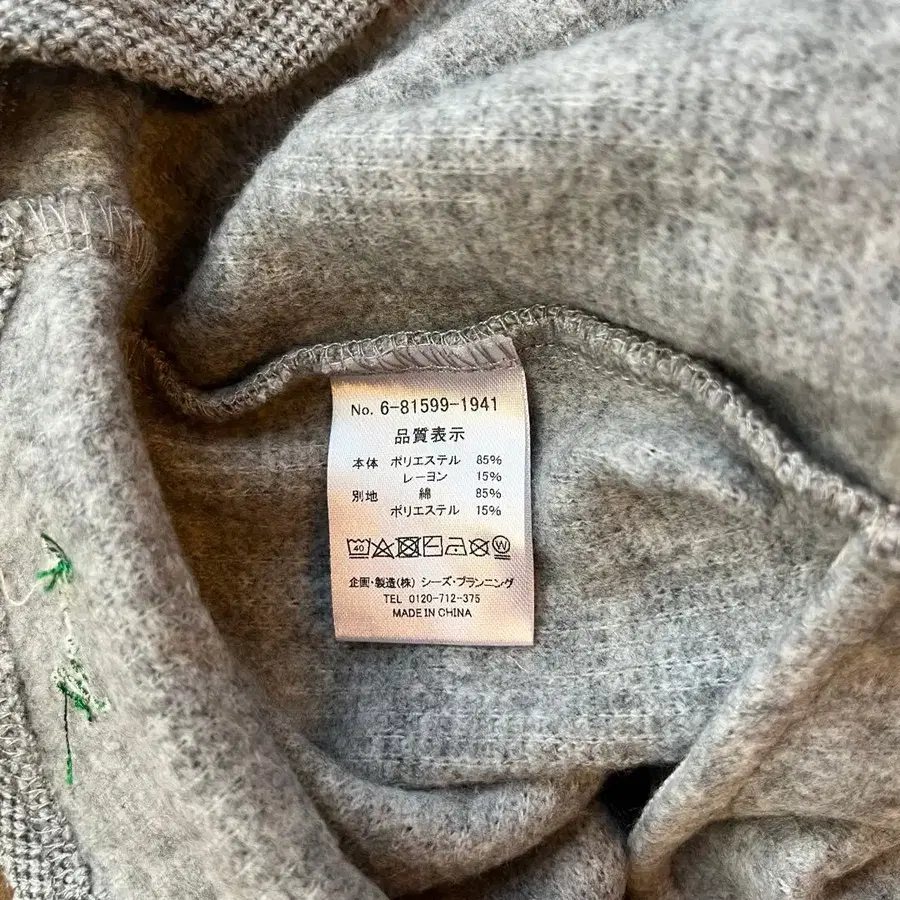 No. 6-81599-1941
品質表示
本体 ポリエステル 85%
レーヨン 15%
別地 綿 85%
ポリエステル 15%
40 W
企画・製造(株) シーズ・プランニング
TEL 0120-712-375
MADE IN CHINA